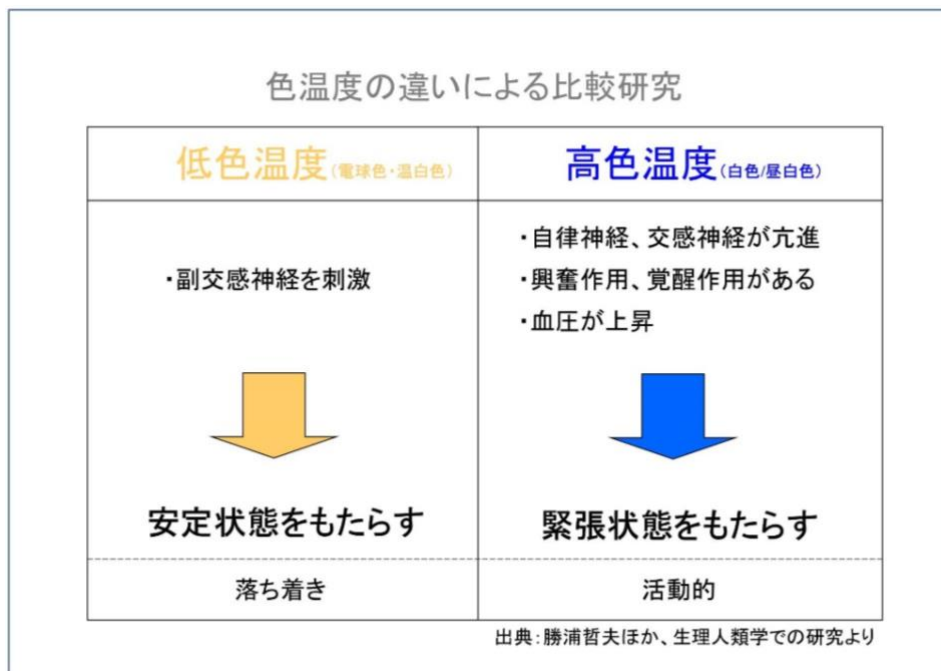 色温度の違いによる比較研究
低色温度(電球色・温白色)
高色温度(白色/昼白色)
・副交感神経を刺激
・自律神経、交感神経が亢進
・興奮作用、覚醒作用がある
・血圧が上昇
安定状態をもたらす
緊張状態をもたらす
落ち着き
活動的
出典:勝浦哲夫ほか、生理人類学での研究より